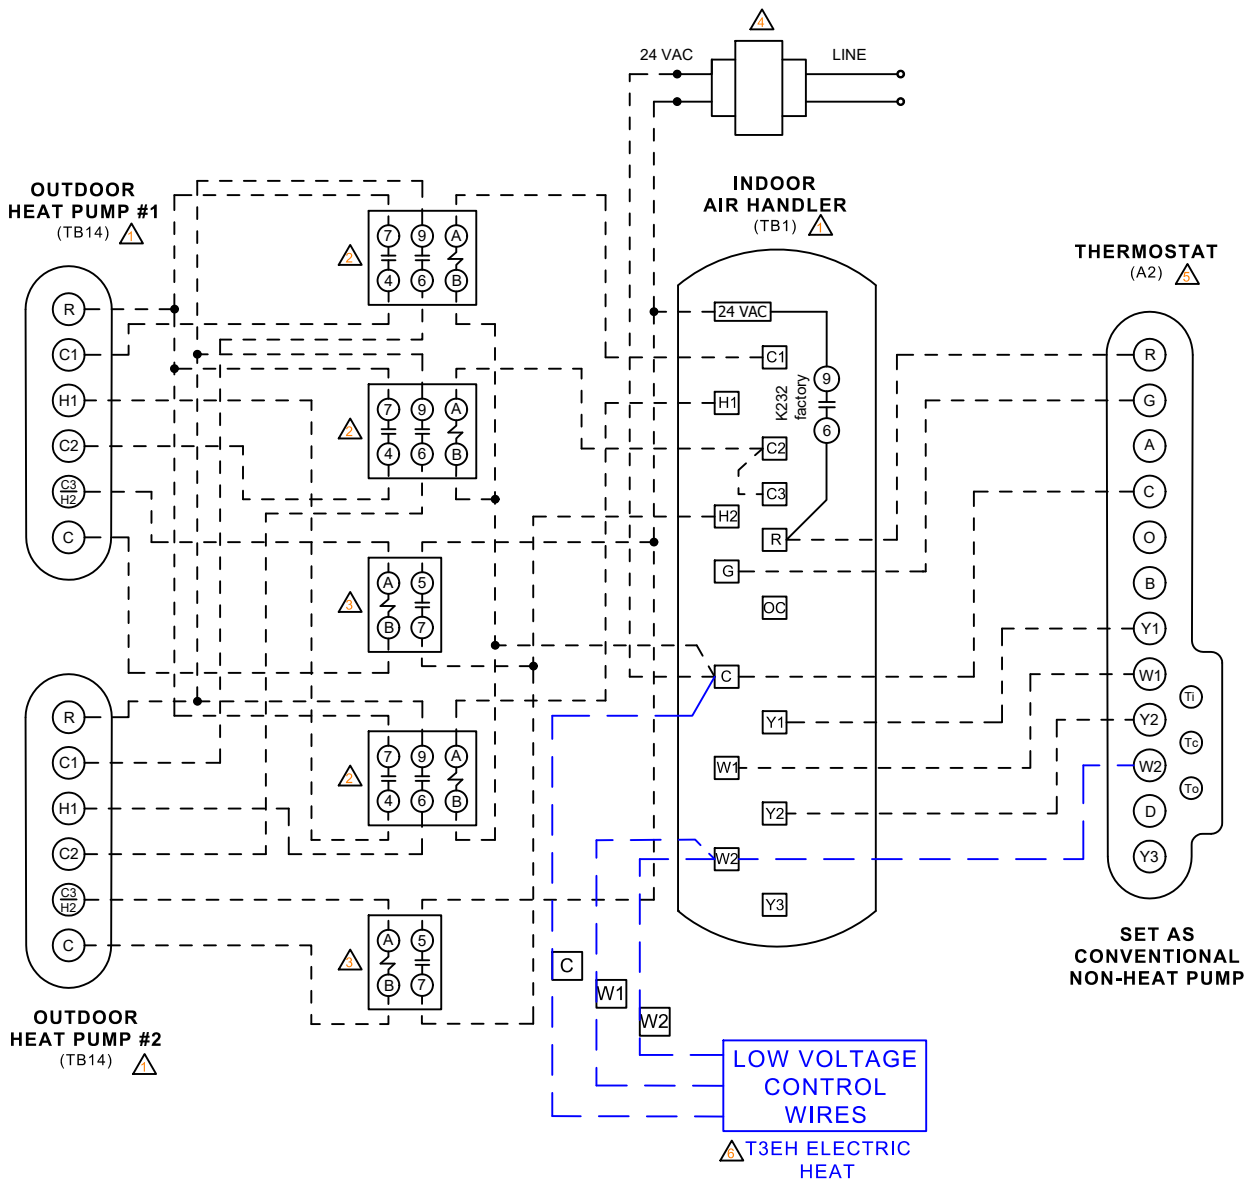 4
24 VAC
LINE
OUTDOOR
HEAT PUMP #1
(TB14)
1
R
C1
H1
C2
C3
H2
C
2
7
9
A
4
6
B
2
7
9
A
4
6
B
3
A
5
B
7
2
7
9
A
4
6
B
3
A
5
B
7
R
C1
H1
C2
C3
H2
C
OUTDOOR
HEAT PUMP #2
(TB14)
1
INDOOR
AIR HANDLER
(TB1)
1
24 VAC
C1
9
K232
factory
H1
6
C2
C3
H2
R
G
OC
C
Y1
W1
Y2
W2
Y3
THERMOSTAT
(A2)
5
R
G
A
C
O
B
Y1
W1
Ti
Y2
Tc
W2
To
D
Y3
SET AS
CONVENTIONAL
NON-HEAT PUMP
C
W1
W2
LOW VOLTAGE
CONTROL
WIRES
6
T3EH ELECTRIC
HEAT